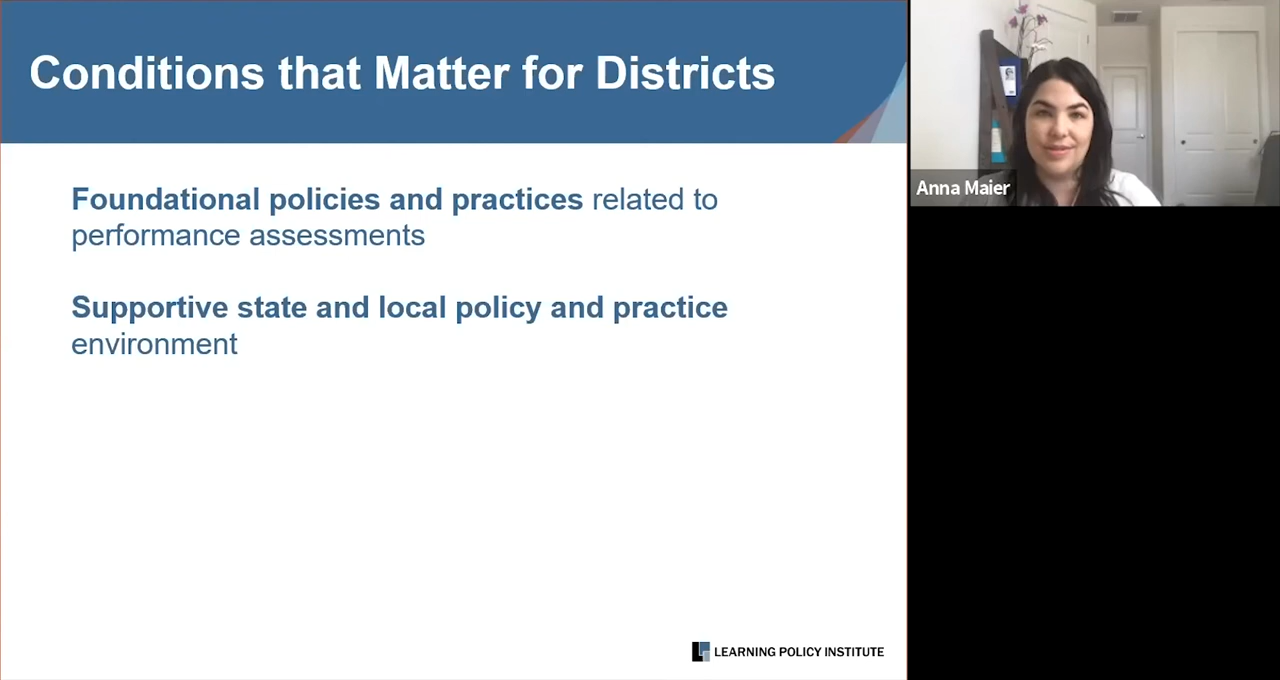 Conditions that Matter for Districts
Foundational policies and practices related to
performance assessments
Supportive state and local policy and practice
environment
LEARNING POLICY INSTITUTE
Anna Maier